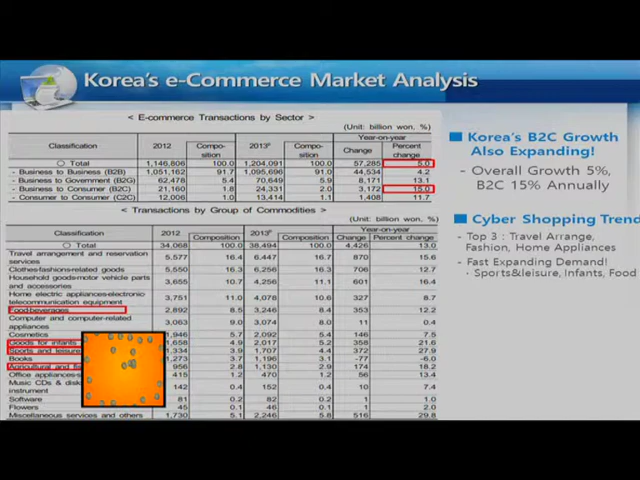 Korea's e-Commerce Market Analysis
< E-commerce Transactions by Sector >
(Unit: billion won, %)
Classification 2012 Compo-sition 2013ᵖ Compo-sition Year-on-year Change Percent change
○ Total 1,146,806 100.0 1,204,091 100.0 57,285 5.0
- Business to Business (B2B) 1,051,162 91.7 1,095,696 91.0 44,534 4.2
- Business to Government (B2G) 62,478 5.4 70,649 5.9 8,171 13.1
- Business to Consumer (B2C) 21,160 1.8 24,331 2.0 3,172 15.0
- Consumer to Consumer (C2C) 12,006 1.0 13,414 1.1 1,408 11.7
< Transactions by Group of Commodities >
(Unit: billion won, %)
Classification 2012 Composition 2013ᵖ Composition Year-on-year Change Percent change
○ Total 34,068 100.0 38,494 100.0 4,426 13.0
Travel arrangement and reservation services 5,577 16.4 6,447 16.7 870 15.6
Clothes·fashion·related goods 5,550 16.3 6,256 16.3 706 12.7
Household goods·motor vehicle parts and accessories 3,655 10.7 4,256 11.1 601 16.4
Home electric appliances·electronic·telecommunication equipment 3,751 11.0 4,078 10.6 327 8.7
Food·beverages 2,892 8.5 3,246 8.4 353 12.2
Computer and computer-related appliances 3,063 9.0 3,074 8.0 11 0.4
Cosmetics 1,946 5.7 2,092 5.4 146 7.5
Goods for infants 1,658 4.9 2,017 5.2 358 21.6
Sports and leisure 1,334 3.9 1,707 4.4 372 27.9
Books 1,273 3.7 1,196 3.1 -77 -6.0
Agricultural and 956 2.8 1,130 2.9 174 18.2
Office appliances 415 1.2 470 1.2 56 13.4
Music CDs & instrument 142 0.4 152 0.4 10 7.4
Software 81 0.2 82 0.2 1 1.0
Flowers 45 0.1 46 0.1 1 2.0
Miscellaneous services and others 1,730 5.1 2,246 5.8 516 29.8
Korea's B2C Growth
Also Expanding!
- Overall Growth 5%,
B2C 15% Annually
Cyber Shopping Trend
- Top 3 : Travel Arrange,
Fashion, Home Appliances
- Fast Expanding Demand!
· Sports&leisure, Infants, Food